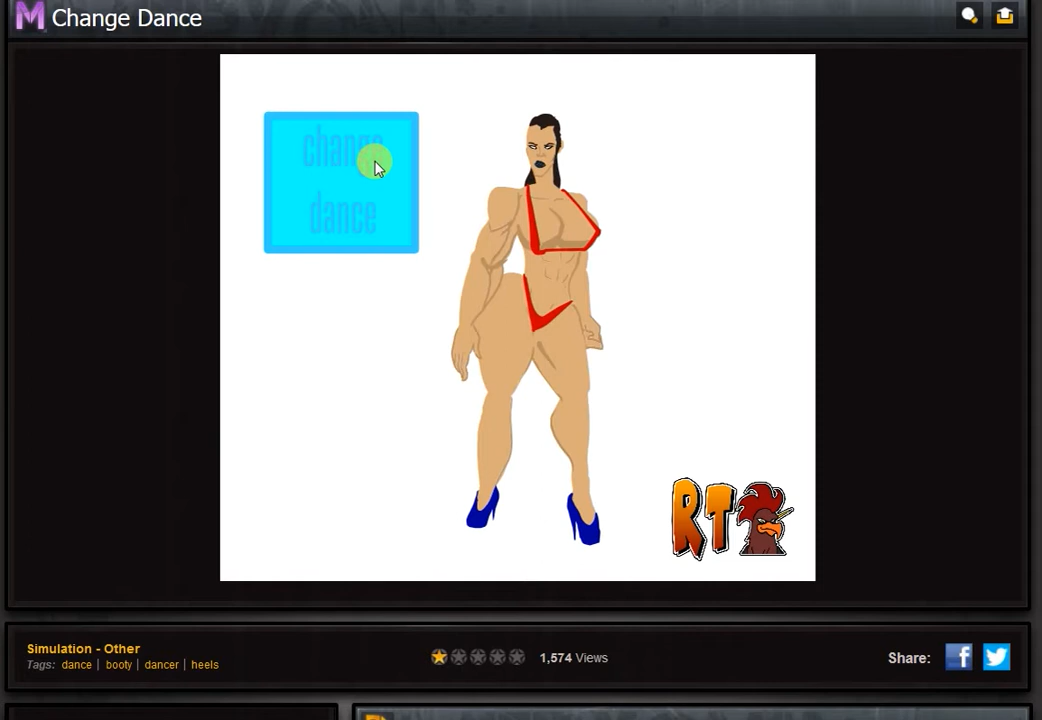 M Change Dance
change
dance
RT
Simulation - Other
Tags: dance | booty | dancer | heels
1,574 Views
Share: f